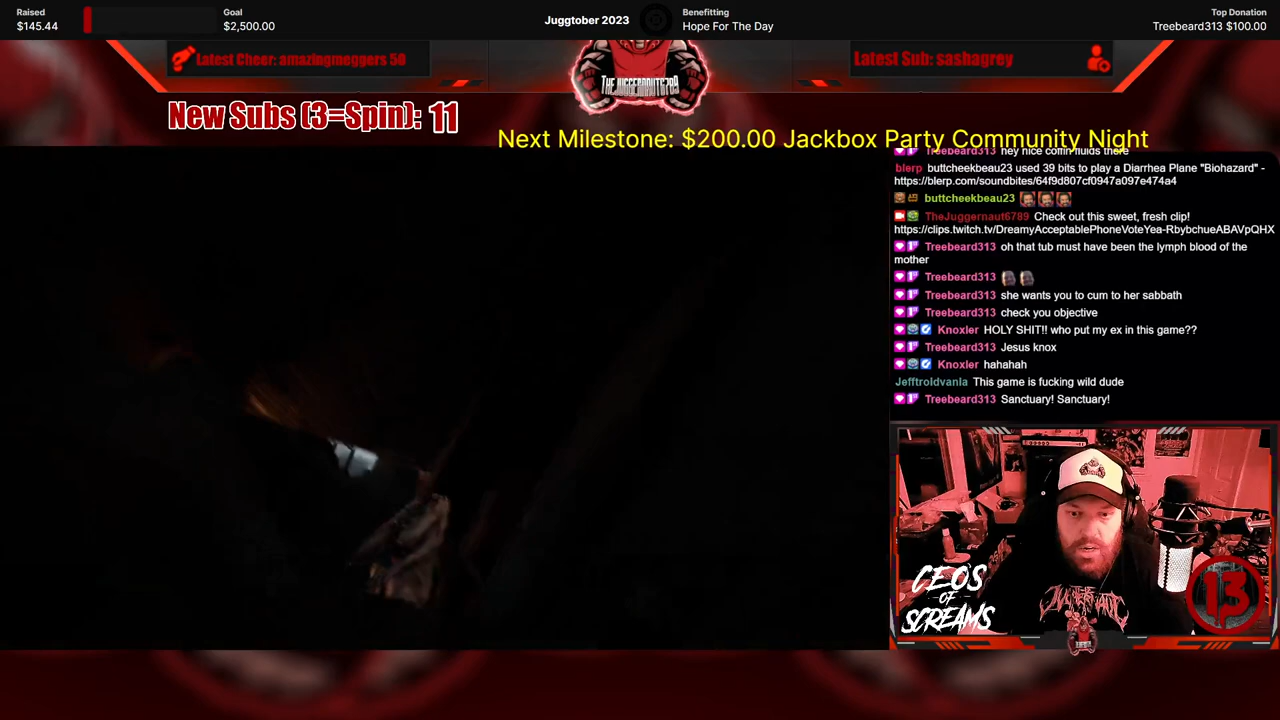 Raised
$145.44
Goal
$2,500.00
Juggtober 2023
Benefitting
Hope For The Day
Top Donation
Treebeard313 $100.00
Latest Cheer: amazingmeggers 50
THEJUGGERNAUT6789
Latest Sub: sashagrey
New Subs (3=Spin): 11
Next Milestone: $200.00 Jackbox Party Community Night
Treebeard313 hey nice coffin fluids there
blerp buttcheekbeau23 used 39 bits to play a Diarrhea Plane "Biohazard" -
https://blerp.com/soundbites/64f9d807cf0947a097e474a4
buttcheekbeau23
TheJuggernaut6789 Check out this sweet, fresh clip!
https://clips.twitch.tv/DreamyAcceptablePhoneVoteYea-RbybchueABAVpQHX
Treebeard313 oh that tub must have been the lymph blood of the
mother
Treebeard313
Treebeard313 she wants you to cum to her sabbath
Treebeard313 check you objective
Knoxler HOLY SHIT!! who put my ex in this game??
Treebeard313 Jesus knox
Knoxler hahahah
Jefftroldvania This game is fucking wild dude
Treebeard313 Sanctuary! Sanctuary!
CEOS
OF
SCREAMS
13